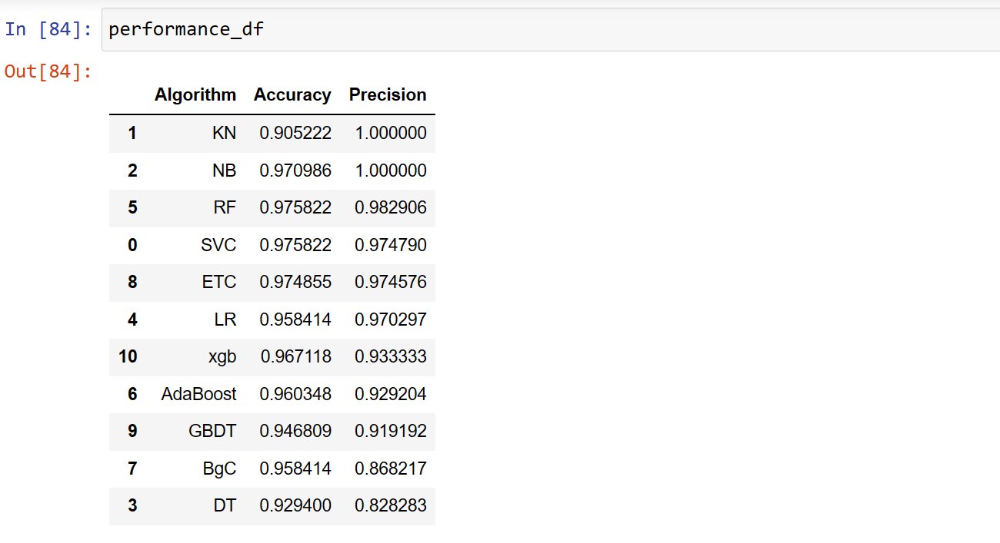 In [84]: performance_df
Out[84]:
Algorithm Accuracy Precision
1 KN 0.905222 1.000000
2 NB 0.970986 1.000000
5 RF 0.975822 0.982906
0 SVC 0.975822 0.974790
8 ETC 0.974855 0.974576
4 LR 0.958414 0.970297
10 xgb 0.967118 0.933333
6 AdaBoost 0.960348 0.929204
9 GBDT 0.946809 0.919192
7 BgC 0.958414 0.868217
3 DT 0.929400 0.828283